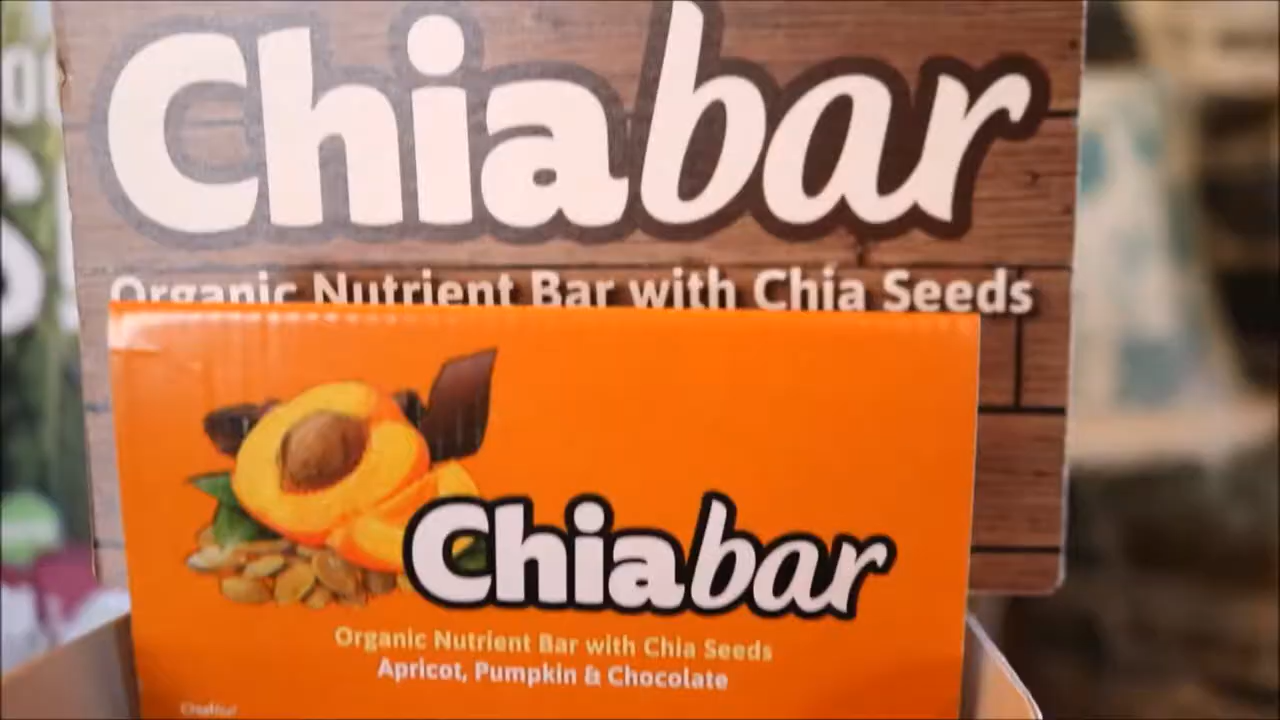 Chiabar
Organic Nutrient Bar with Chia Seeds
Chiabar
Organic Nutrient Bar with Chia Seeds
Apricot, Pumpkin & Chocolate